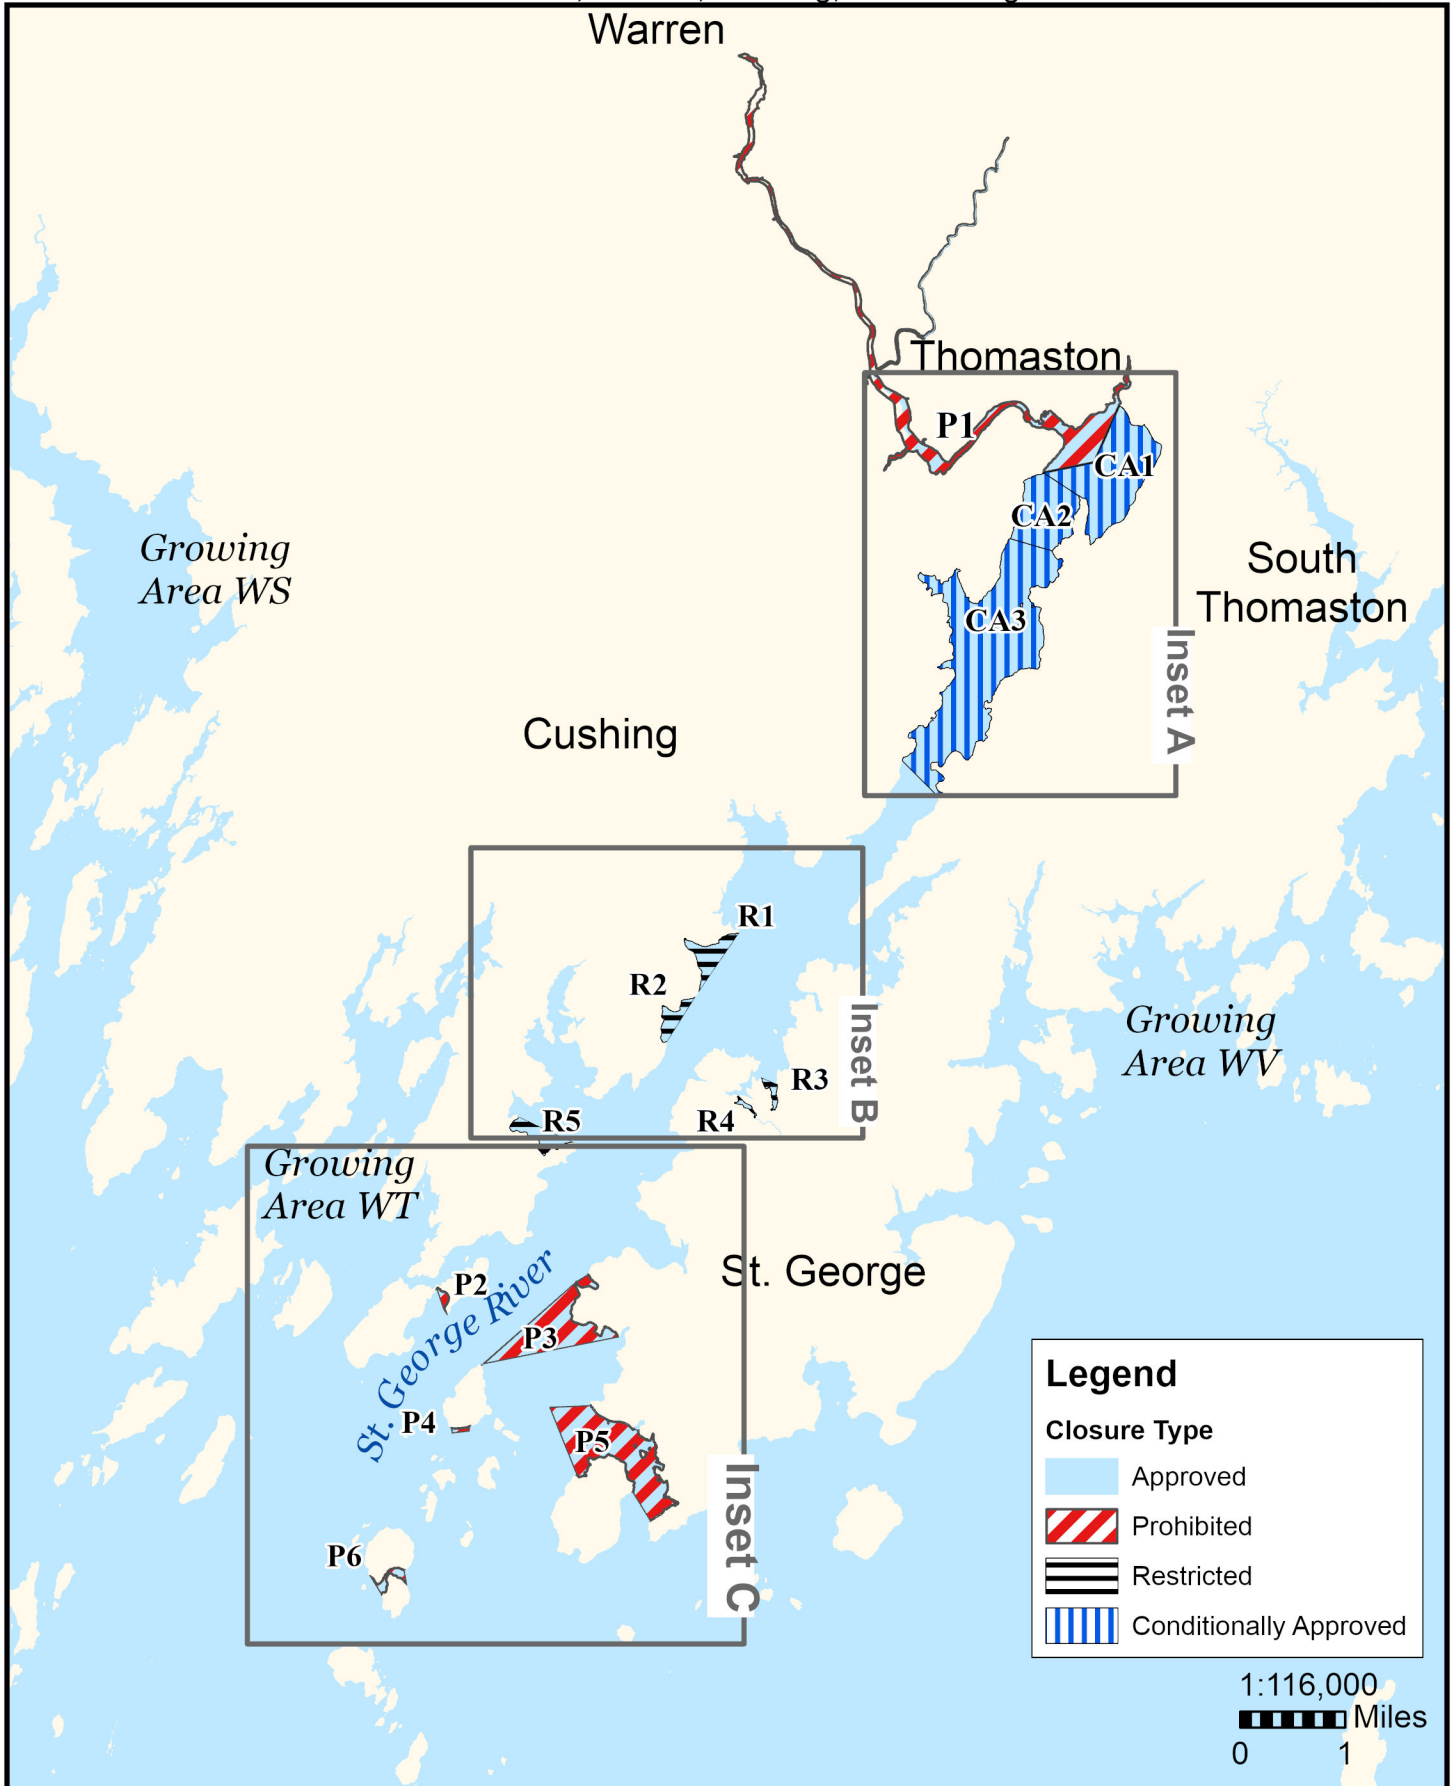 Warren
Thomaston
P1
CA1
CA2
CA3
Inset A
Growing
Area WS
South
Thomaston
Cushing
R1
R2
R3
R4
R5
Inset B
Growing
Area WV
Growing
Area WT
St. George
St. George River
P2
P3
P4
P5
P6
Inset C
Legend
Closure Type
Approved
Prohibited
Restricted
Conditionally Approved
1:116,000
Miles
0 1